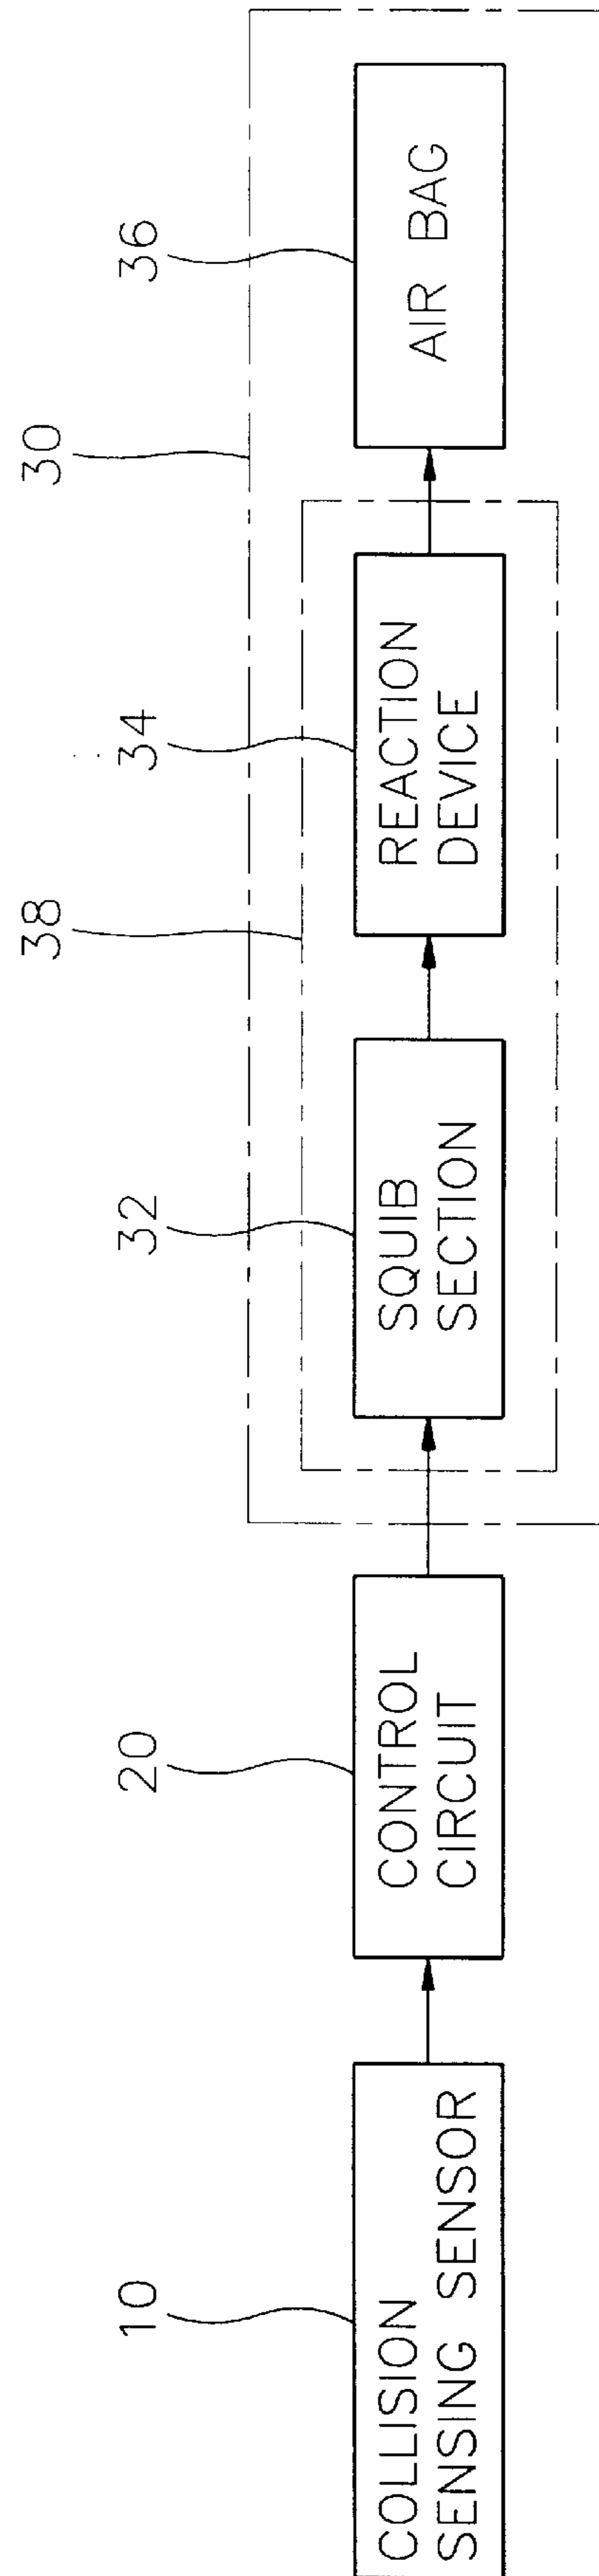 30
38
10
20
32
34
36
COLLISION
SENSING SENSOR
CONTROL
CIRCUIT
SQUIB
SECTION
REACTION
DEVICE
AIR BAG